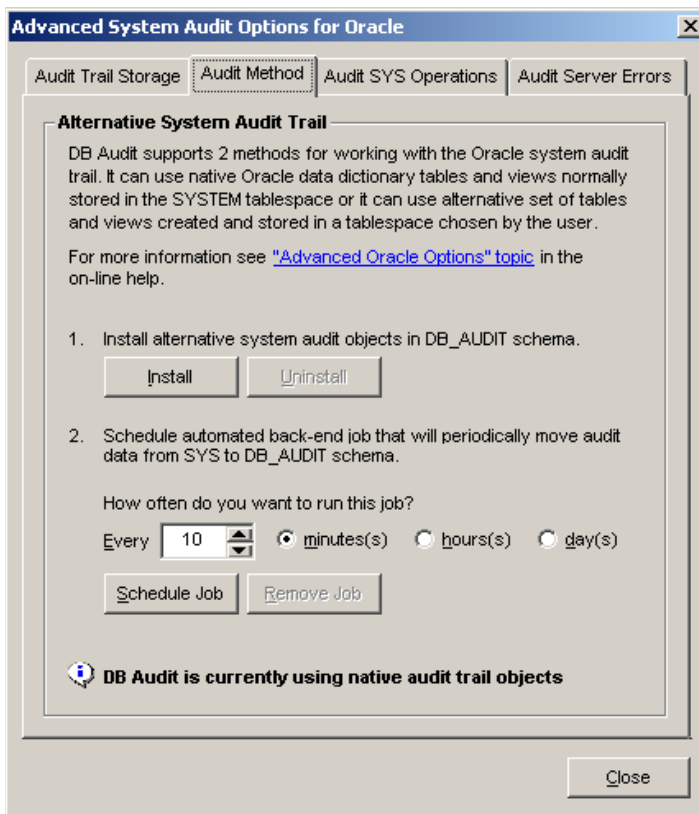 Advanced System Audit Options for Oracle
Audit Trail Storage
Audit Method
Audit SYS Operations
Audit Server Errors
Alternative System Audit Trail
DB Audit supports 2 methods for working with the Oracle system audit
trail. It can use native Oracle data dictionary tables and views normally
stored in the SYSTEM tablespace or it can use alternative set of tables
and views created and stored in a tablespace chosen by the user.
For more information see "Advanced Oracle Options" topic in the
on-line help.
1. Install alternative system audit objects in DB_AUDIT schema.
Install
Uninstall
2. Schedule automated back-end job that will periodically move audit
data from SYS to DB_AUDIT schema.
How often do you want to run this job?
Every 10 minutes(s) hours(s) day(s)
Schedule Job
Remove Job
DB Audit is currently using native audit trail objects
Close